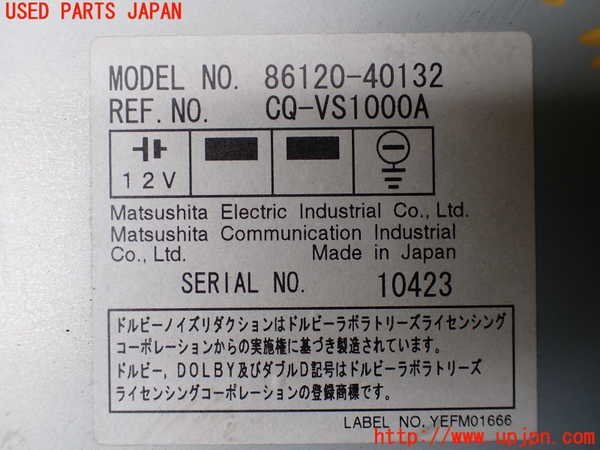 USED PARTS JAPAN
MODEL NO. 86120-40132
REF.NO. CQ-VS1000A
12V
Matsushita Electric Industrial Co., Ltd.
Matsushita Communication Industrial
Co., Ltd. Made in Japan
SERIAL NO. 10423
ドルビーノイズリダクションはドルビーラボラトリーズライセンシング
コーポレーションからの実施権に基づき製造されています。
ドルビー, DOLBY及びダブルD記号はドルビーラボラトリーズ
ライセンシングコーポレーションの登録商標です。
LABEL NO. YEFM01666
http://www.upjpn.com/